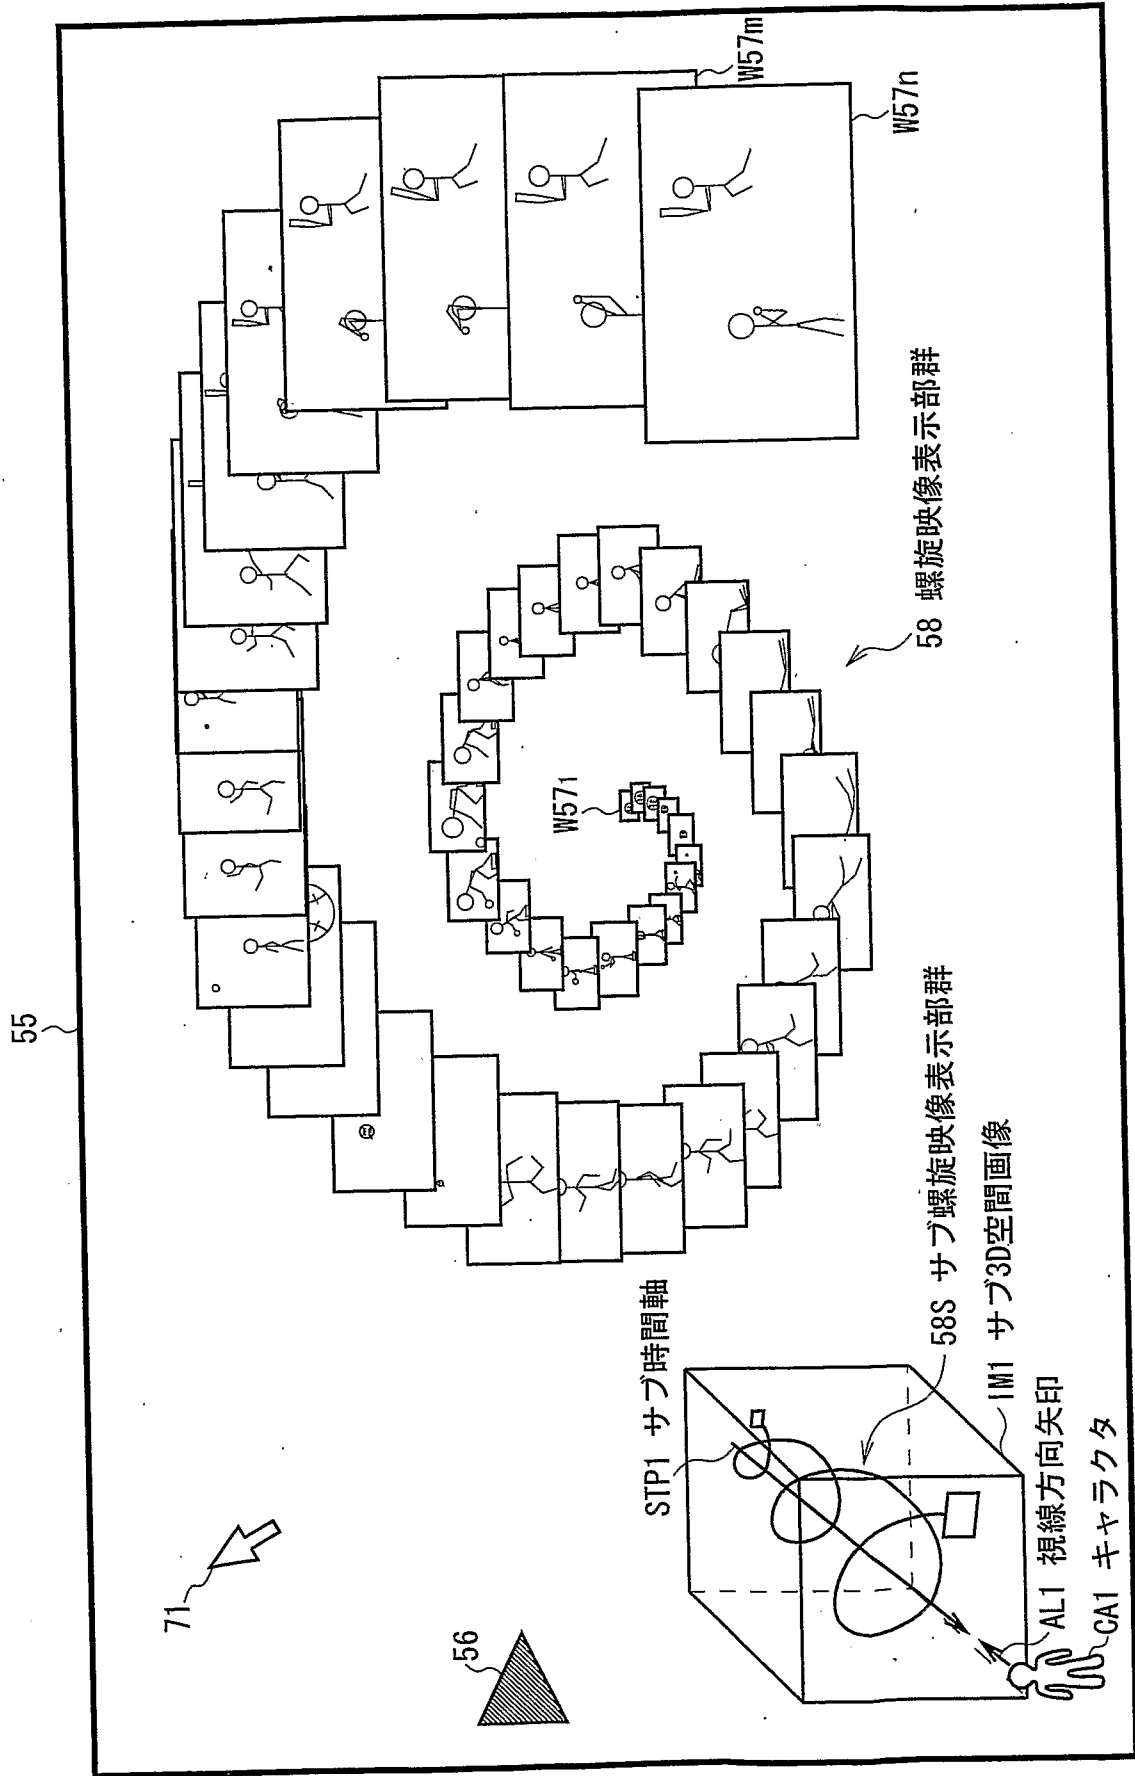 55
71
56
W57m
W57n
W571
58 螺旋映像表示部群
STP1 サブ時間軸
58S サブ螺旋映像表示部群
IM1 サブ3D空間画像
AL1 視線方向矢印
CA1 キャラクタ